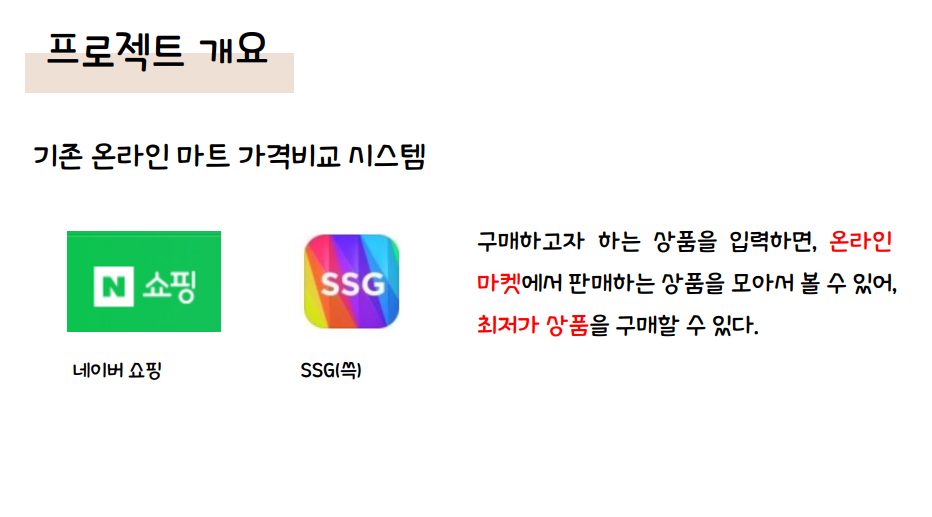 프로젝트 개요
기존 온라인 마트 가격비교 시스템
N 쇼핑
SSG
구매하고자 하는 상품을 입력하면, 온라인
마켓에서 판매하는 상품을 모아서 볼 수 있어,
최저가 상품을 구매할 수 있다.
네이버 쇼핑
SSG(쓱)